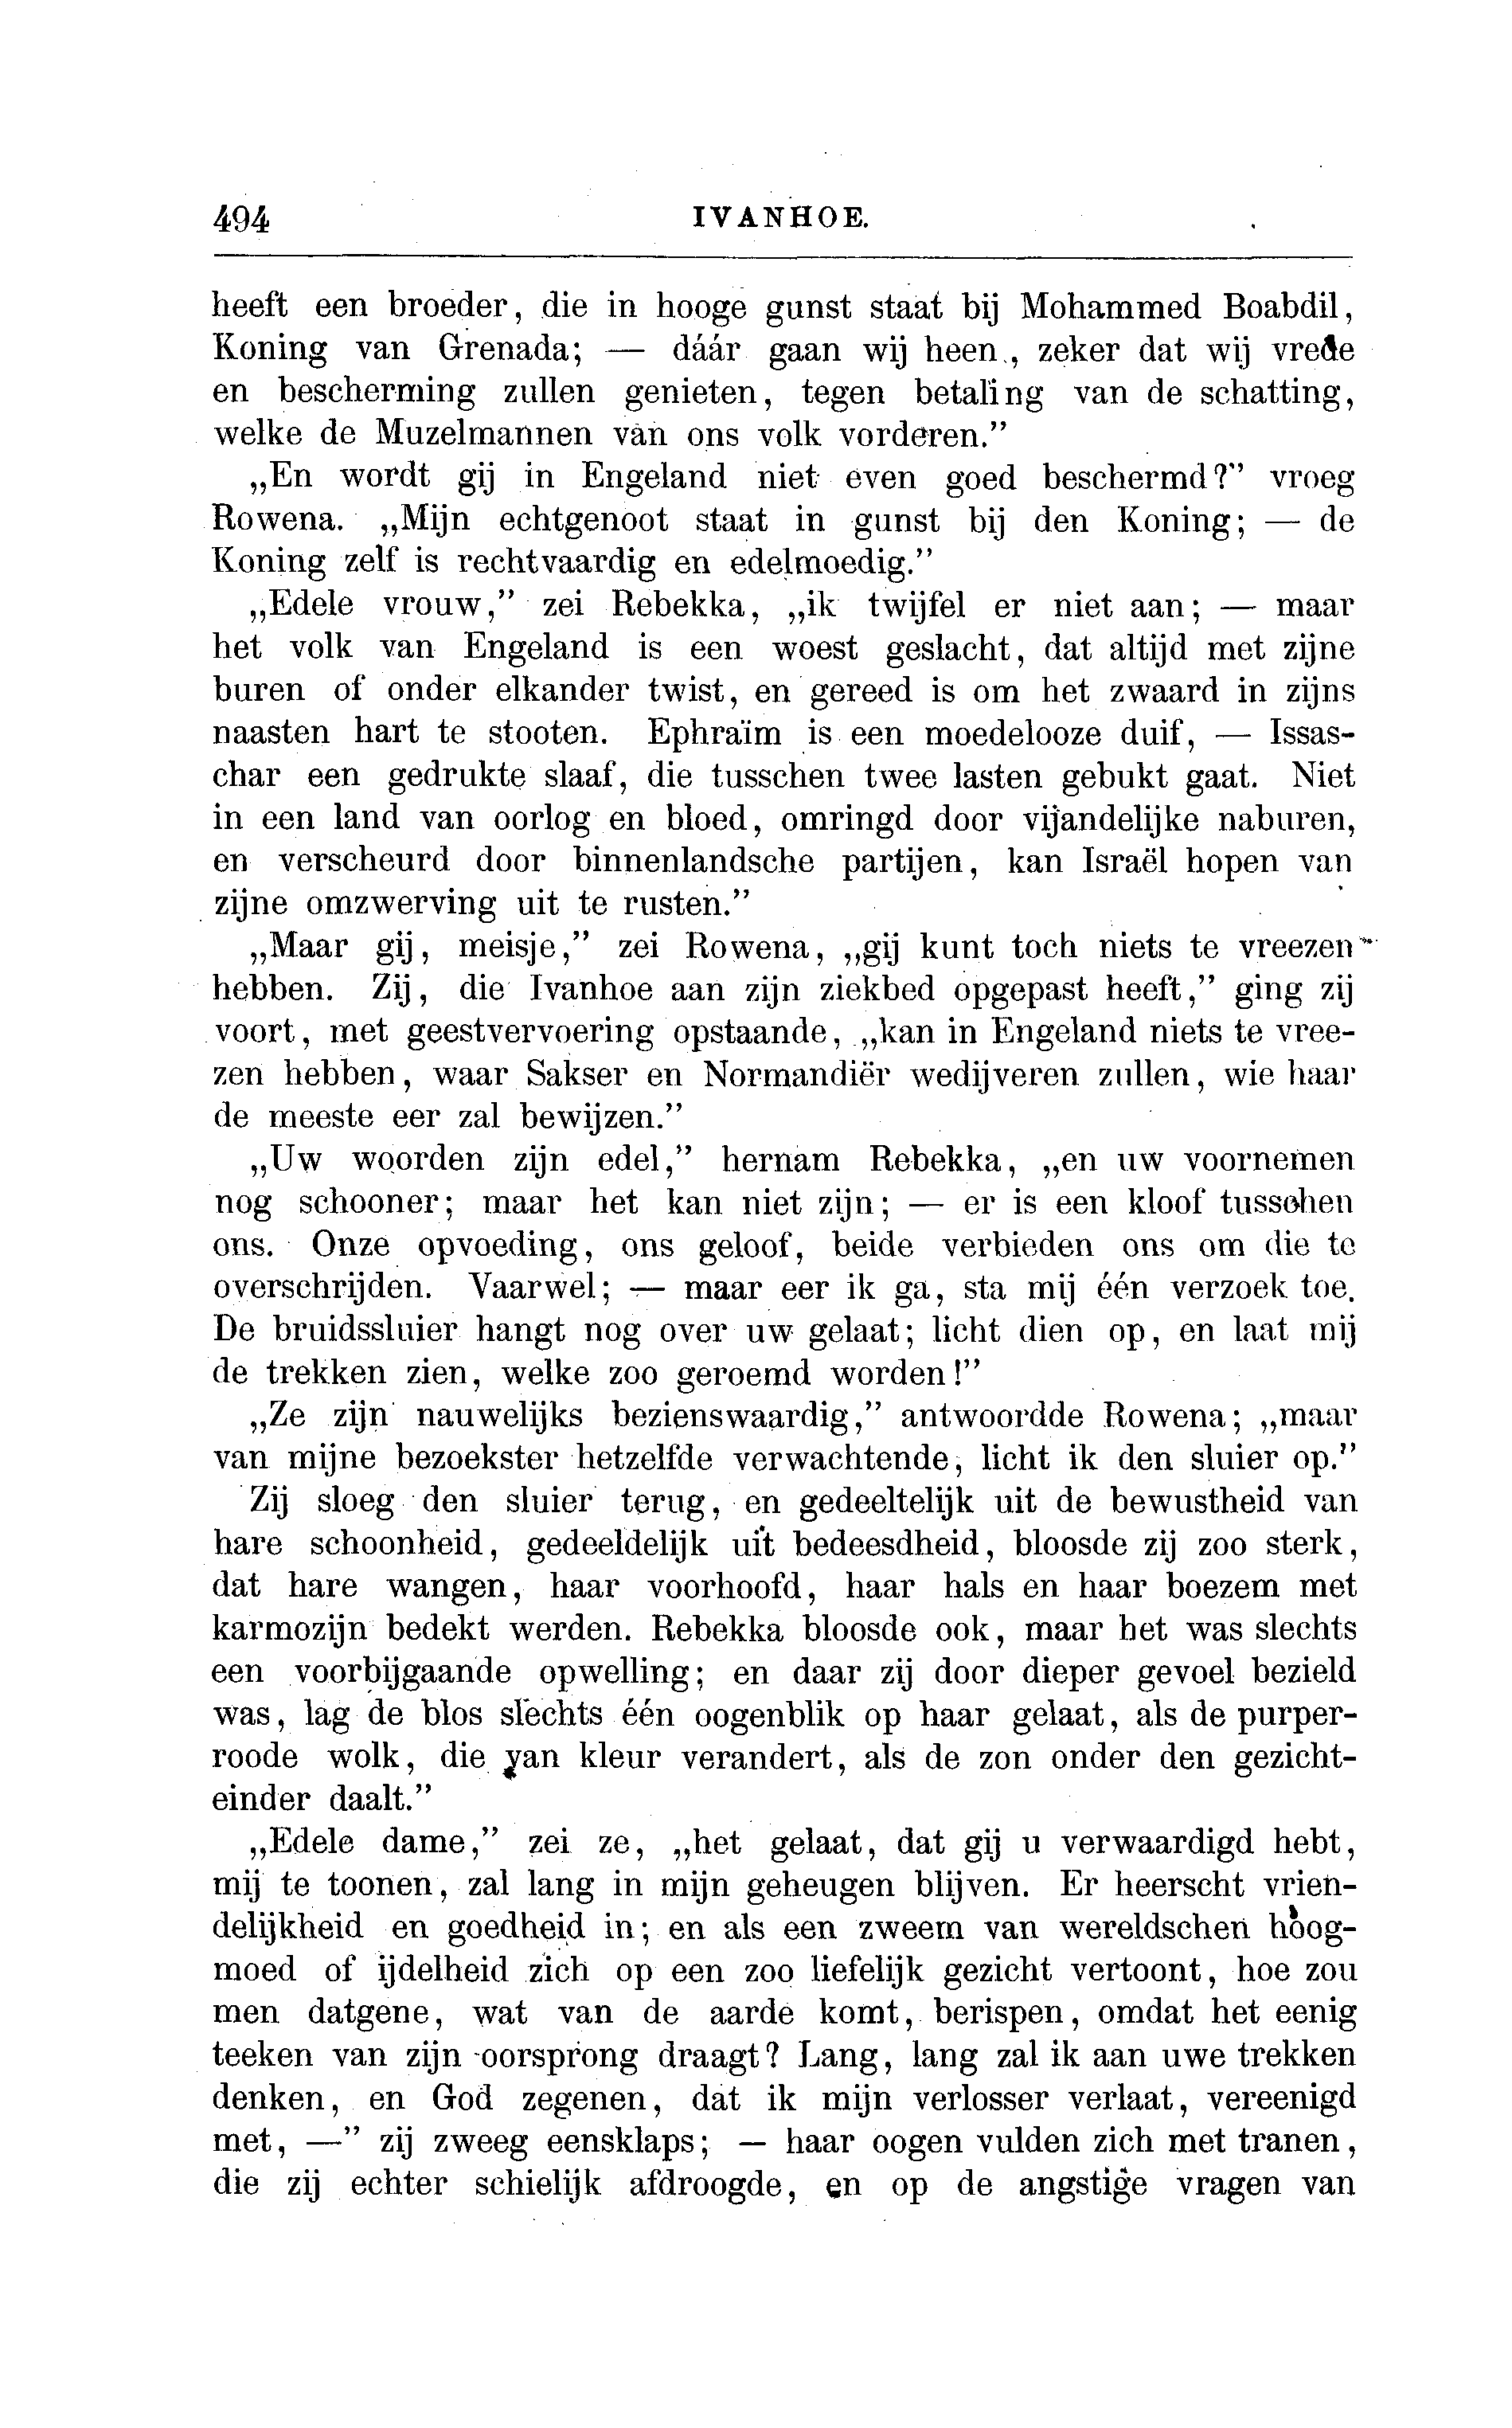 494 IVANHOE.
heeft een broeder, die in hooge gunst staat bij Mohammed Boabdil,
Koning van Grenada; — dáár gaan wij heen, zeker dat wij vrede
en bescherming zullen genieten, tegen betaling van de schatting,
welke de Muzelmannen van ons volk vorderen.”
„En wordt gij in Engeland niet even goed beschermd?” vroeg
Rowena. „Mijn echtgenoot staat in gunst bij den Koning; — de
Koning zelf is rechtvaardig en edelmoedig.”
„Edele vrouw,” zei Rebekka, „ik twijfel er niet aan; — maar
het volk van Engeland is een woest geslacht, dat altijd met zijne
buren of onder elkander twist, en gereed is om het zwaard in zijns
naasten hart te stooten. Ephraïm is een moedelooze duif, — Issas-
char een gedrukte slaaf, die tusschen twee lasten gebukt gaat. Niet
in een land van oorlog en bloed, omringd door vijandelijke naburen,
en verscheurd door binnenlandsche partijen, kan Israël hopen van
zijne omzwerving uit te rusten.”
„Maar gij, meisje,” zei Rowena, „gij kunt toch niets te vreezen
hebben. Zij, die Ivanhoe aan zijn ziekbed opgepast heeft,” ging zij
voort, met geestvervoering opstaande, „kan in Engeland niets te vree-
zen hebben, waar Sakser en Normandiër wedijveren zullen, wie haar
de meeste eer zal bewijzen.”
„Uw woorden zijn edel,” hernam Rebekka, „en uw voornemen
nog schooner; maar het kan niet zijn; — er is een kloof tusschen
ons. Onze opvoeding, ons geloof, beide verbieden ons om die te
overschrijden. Vaarwel; — maar eer ik ga, sta mij één verzoek toe.
De bruidssluier hangt nog over uw gelaat; licht dien op, en laat mij
de trekken zien, welke zoo geroemd worden!”
„Ze zijn nauwelijks bezienswaardig,” antwoordde Rowena; „maar
van mijne bezoekster hetzelfde verwachtende, licht ik den sluier op.”
Zij sloeg den sluier terug, en gedeeltelijk uit de bewustheid van
hare schoonheid, gedeeldelijk uit bedeesdheid, bloosde zij zoo sterk,
dat hare wangen, haar voorhoofd, haar hals en haar boezem met
karmozijn bedekt werden. Rebekka bloosde ook, maar het was slechts
een voorbijgaande opwelling; en daar zij door dieper gevoel bezield
was, lag de blos slechts één oogenblik op haar gelaat, als de purper-
roode wolk, die van kleur verandert, als de zon onder den gezicht-
einder daalt.”
„Edele dame,” zei ze, „het gelaat, dat gij u verwaardigd hebt,
mij te toonen, zal lang in mijn geheugen blijven. Er heerscht vrien-
delijkheid en goedheid in; en als een zweem van wereldschen hoog-
moed of ijdelheid zich op een zoo liefelijk gezicht vertoont, hoe zou
men datgene, wat van de aarde komt, berispen, omdat het eenig
teeken van zijn oorsprong draagt? Lang, lang zal ik aan uwe trekken
denken, en God zegenen, dat ik mijn verlosser verlaat, vereenigd
met, —” zij zweeg eensklaps; — haar oogen vulden zich met tranen,
die zij echter schielijk afdroogde, en op de angstige vragen van